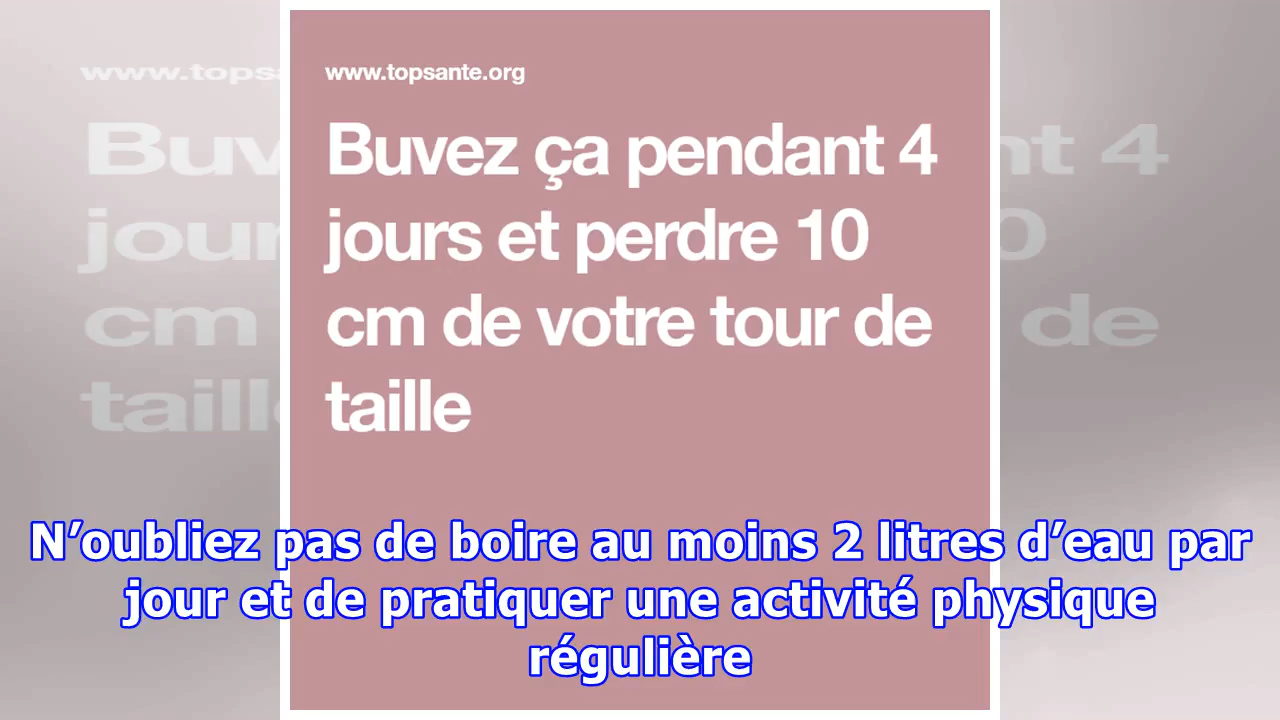 www.topsante.org
Buvez ça pendant 4
jours et perdre 10
cm de votre tour de
taille
N’oubliez pas de boire au moins 2 litres d’eau par
jour et de pratiquer une activité physique
régulière